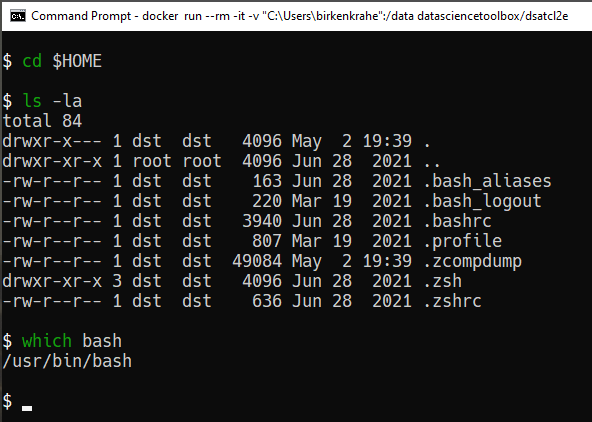 Command Prompt - docker run --rm -it -v "C:\Users\birkenkrahe":/data datasciencetoolbox/dsatcl2e
$ cd $HOME
$ ls -la
total 84
drwxr-x--- 1 dst  dst   4096 May  2 19:39 .
drwxr-xr-x 1 root root  4096 Jun 28  2021 ..
-rw-r--r-- 1 dst  dst    163 Jun 28  2021 .bash_aliases
-rw-r--r-- 1 dst  dst    220 Mar 19  2021 .bash_logout
-rw-r--r-- 1 dst  dst   3940 Jun 28  2021 .bashrc
-rw-r--r-- 1 dst  dst    807 Mar 19  2021 .profile
-rw-r--r-- 1 dst  dst  49084 May  2 19:39 .zcompdump
drwxr-xr-x 3 dst  dst   4096 Jun 28  2021 .zsh
-rw-r--r-- 1 dst  dst    636 Jun 28  2021 .zshrc
$ which bash
/usr/bin/bash
$